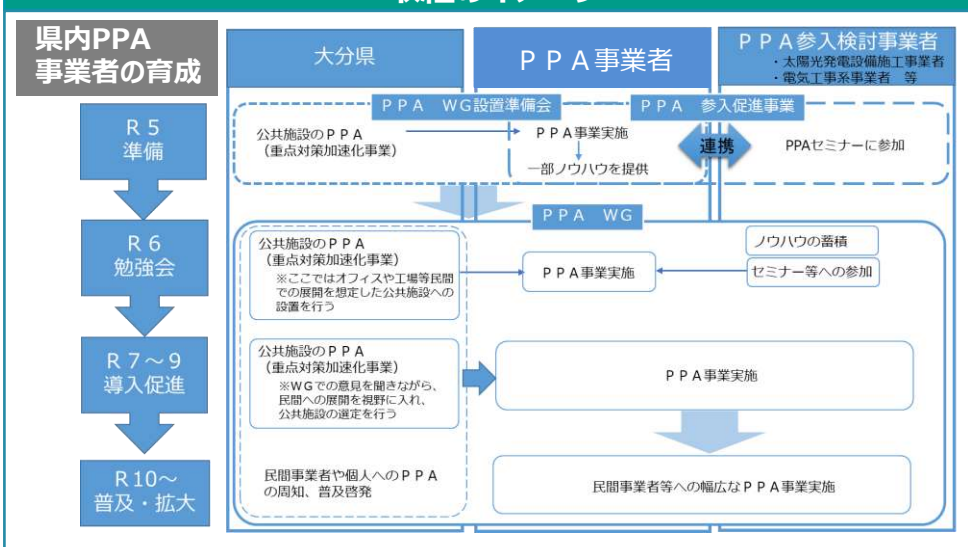 県内PPA
事業者の育成
大分県
ＰＰＡ事業者
ＰＰＡ参入検討事業者
・太陽光発電設備施工事業者
・電気工事系事業者　等
R５
準備
ＰＰＡ　ＷＧ設置準備会
ＰＰＡ　参入促進事業
公共施設のＰＰＡ
（重点対策加速化事業）
ＰＰＡ事業実施
一部ノウハウを提供
連携
PPAセミナーに参加
R６
勉強会
ＰＰＡ　ＷＧ
公共施設のＰＰＡ
（重点対策加速化事業）
※ここではオフィスや工場等民間
での展開を想定した公共施設への
設置を行う
ＰＰＡ事業実施
ノウハウの蓄積
セミナー等への参加
R７～９
導入促進
公共施設のＰＰＡ
（重点対策加速化事業）
※ＷＧでの意見を聞きながら、
民間への展開を視野に入れ、
公共施設の選定を行う
ＰＰＡ事業実施
R10～
普及・拡大
民間事業者や個人へのＰＰＡ
の周知、普及啓発
民間事業者等への幅広なＰＰＡ事業実施